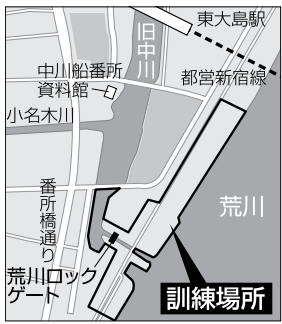 東大島駅
旧中川
中川船番所
資料館
都営新宿線
小名木川
番所橋通り
荒川
荒川ロック
ゲート
訓練場所